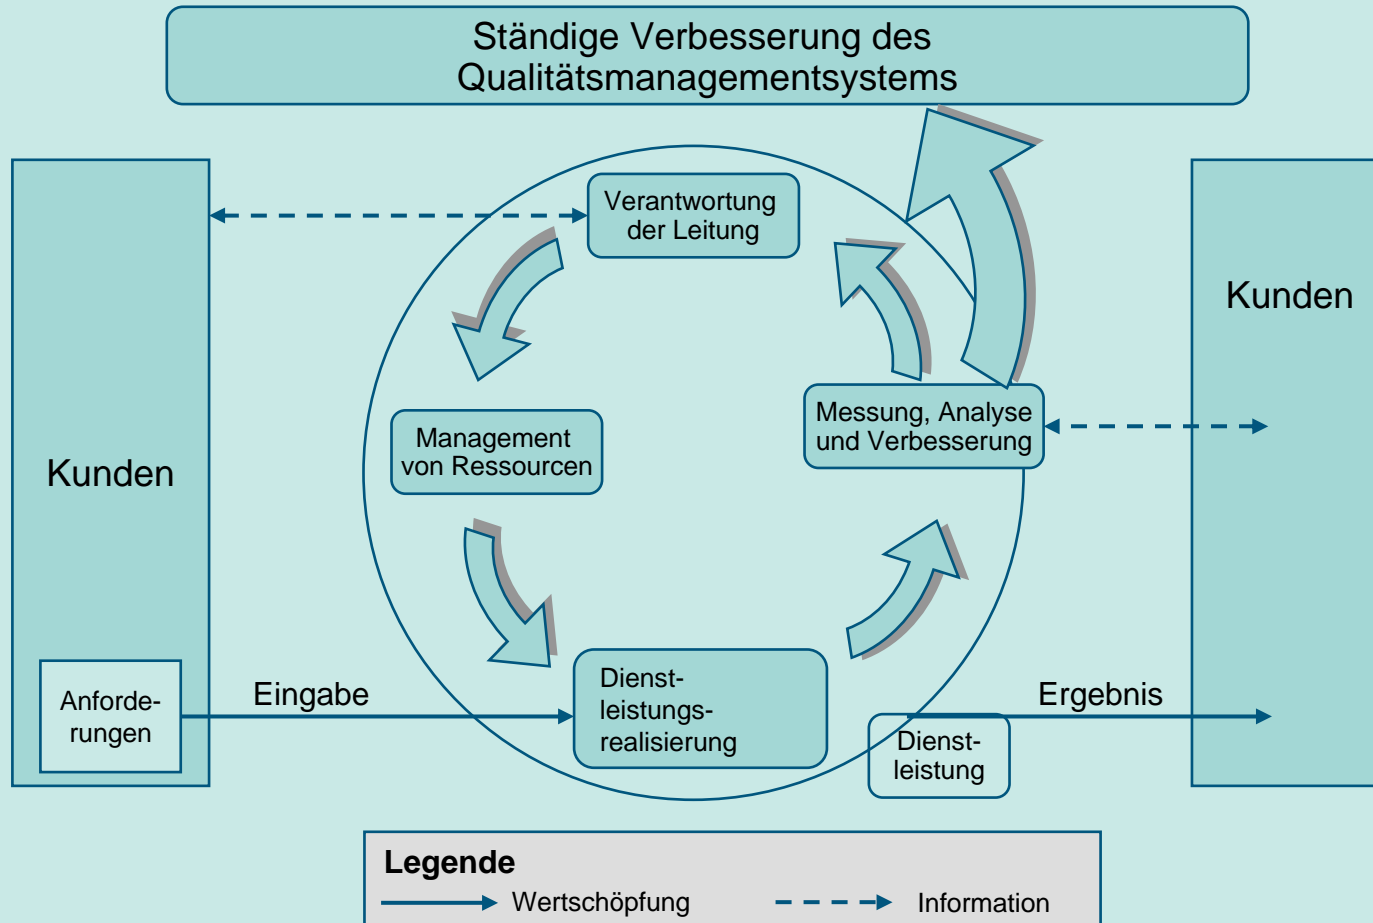 Ständige Verbesserung des
Qualitätsmanagementsystems
Verantwortung
der Leitung
Kunden
Messung, Analyse
und Verbesserung
Management
von Ressourcen
Kunden
Anforde-
rungen
Eingabe
Dienst-
leistungs-
realisierung
Ergebnis
Dienst-
leistung
Legende
Wertschöpfung
Information